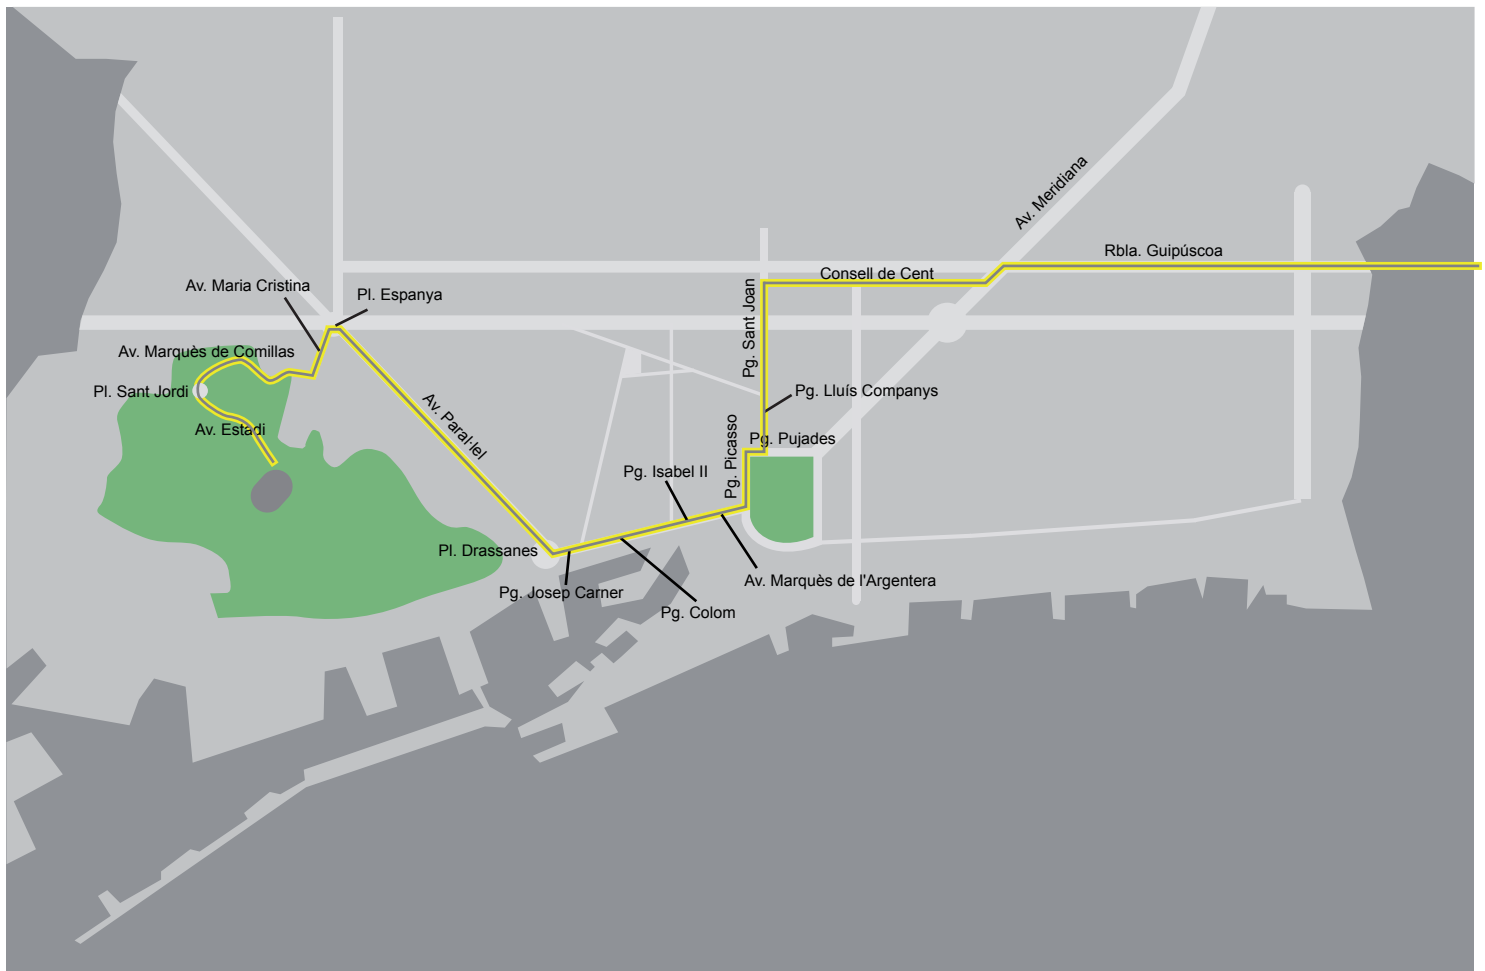 Av. Meridiana
Rbla. Guipúscoa
Consell de Cent
Av. Maria Cristina
Pl. Espanya
Pg. Sant Joan
Av. Marquès de Comillas
Pl. Sant Jordi
Pg. Lluís Companys
Av. Estadi
Av. Paral·lel
Pg. Picasso
Pg. Pujades
Pg. Isabel II
Pl. Drassanes
Av. Marquès de l'Argentera
Pg. Josep Carner
Pg. Colom